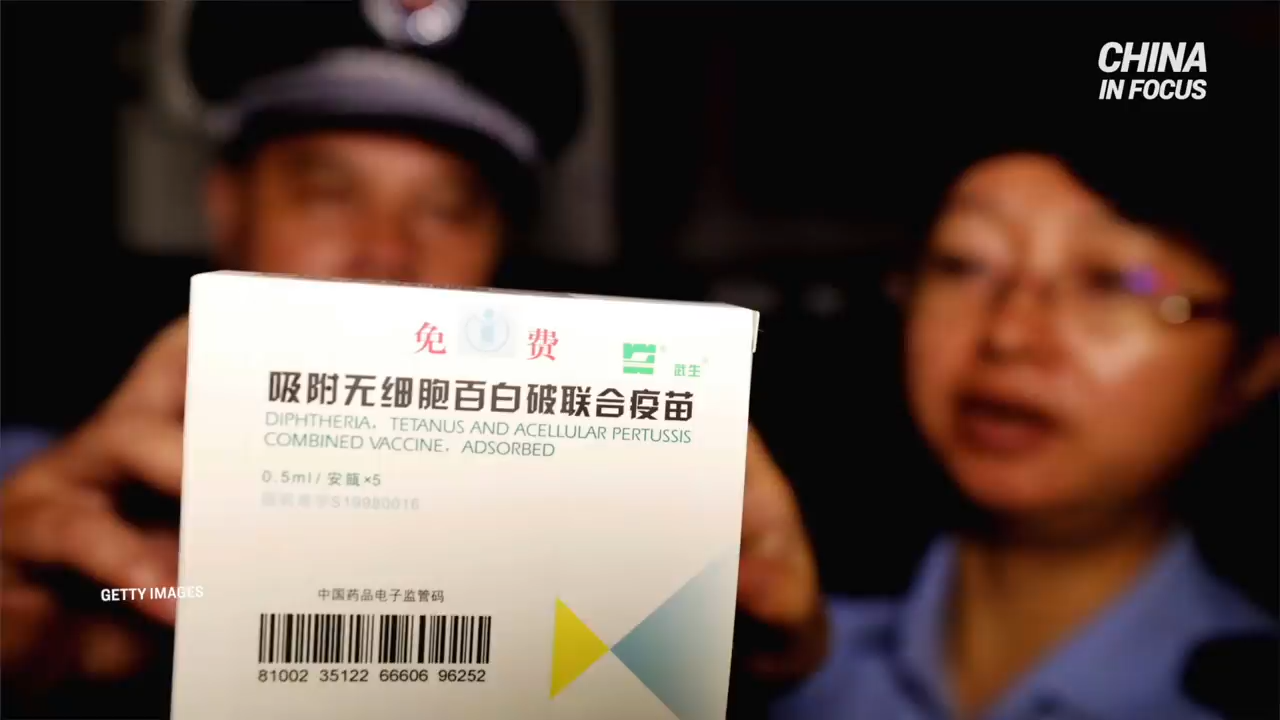 CHINA
IN FOCUS
免 费
武生
吸附无细胞百白破联合疫苗
DIPHTHERIA, TETANUS AND ACELLULAR PERTUSSIS
COMBINED VACCINE, ADSORBED
0.5ml/安瓿×5
S19980016
GETTY IMAGES
中国药品电子监管码
81002 35122 66606 96252